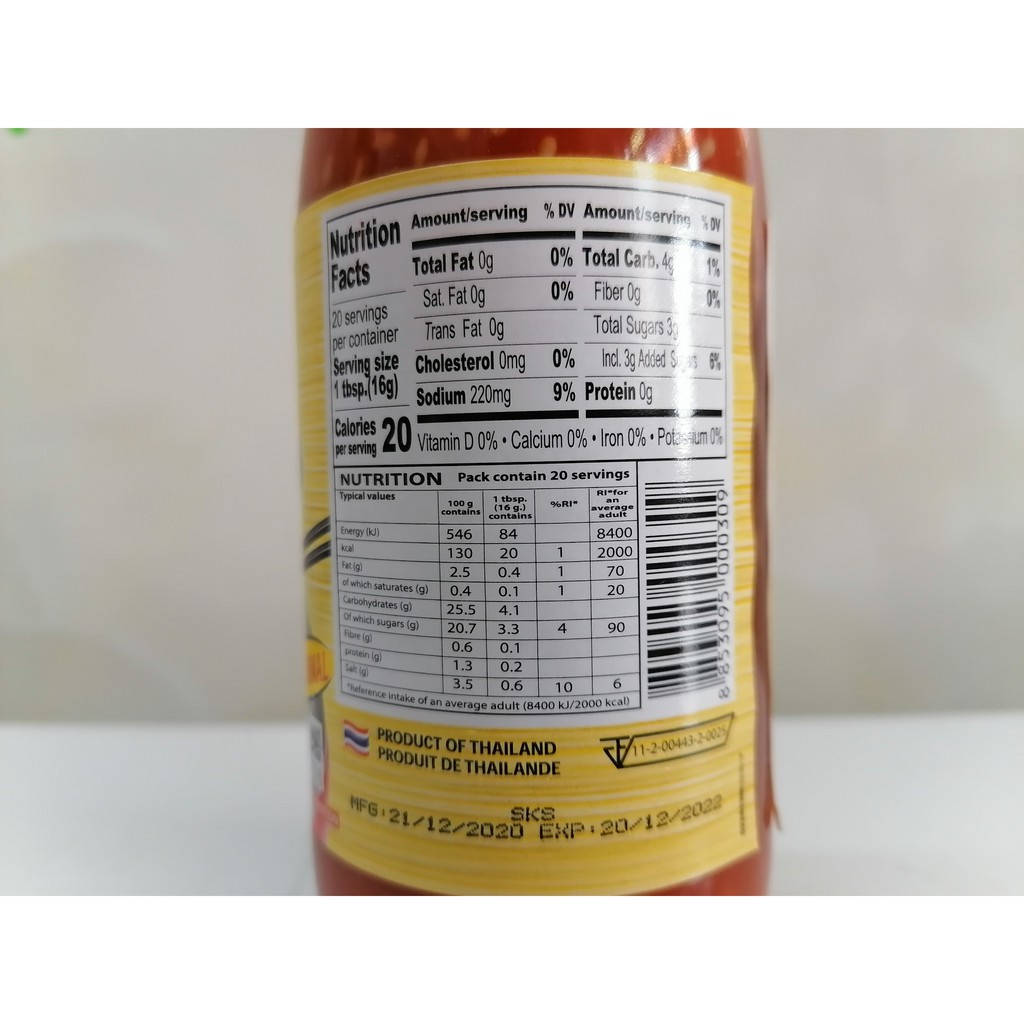 Nutrition
Facts
20 servings
per container
Serving size
1 tbsp.(16g)
Calories
per serving 20
Amount/serving % DV Amount/serving % DV
Total Fat 0g 0% Total Carb. 4g 1%
Sat. Fat 0g 0% Fiber 0g 0%
Trans Fat 0g Total Sugars 3g
Cholesterol 0mg 0% Incl. 3g Added Sugars 6%
Sodium 220mg 9% Protein 0g
Vitamin D 0% • Calcium 0% • Iron 0% • Potassium 0%
NUTRITION Pack contain 20 servings
Typical values 100 g contains 1 tbsp. (16 g.) contains %RI* RI*for an average adult
Energy (kJ) 546 84 8400
kcal 130 20 1 2000
Fat (g) 2.5 0.4 1 70
of which saturates (g) 0.4 0.1 1 20
Carbohydrates (g) 25.5 4.1
Of which sugars (g) 20.7 3.3 4 90
Fibre (g) 0.6 0.1
protein (g) 1.3 0.2
Salt (g) 3.5 0.6 10 6
*Reference intake of an average adult (8400 kJ/2000 kcal)
8 853095 000309
PRODUCT OF THAILAND
PRODUIT DE THAILANDE
11-2-00443-2-0025
SKS
MFG:21/12/2020 EXP:20/12/2022